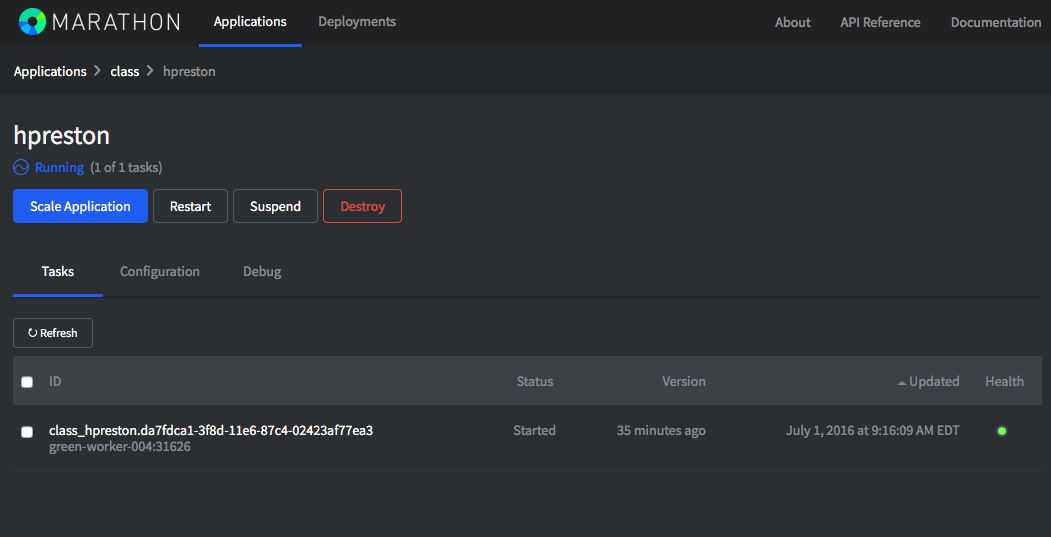 MARATHON Applications Deployments About API Reference Documentation
Applications > class > hpreston
hpreston
Running (1 of 1 tasks)
Scale Application Restart Suspend Destroy
Tasks Configuration Debug
Refresh
ID Status Version Updated Health
class_hpreston.da7fdca1-3f8d-11e6-87c4-02423af77ea3 Started 35 minutes ago July 1, 2016 at 9:16:09 AM EDT
green-worker-004:31626